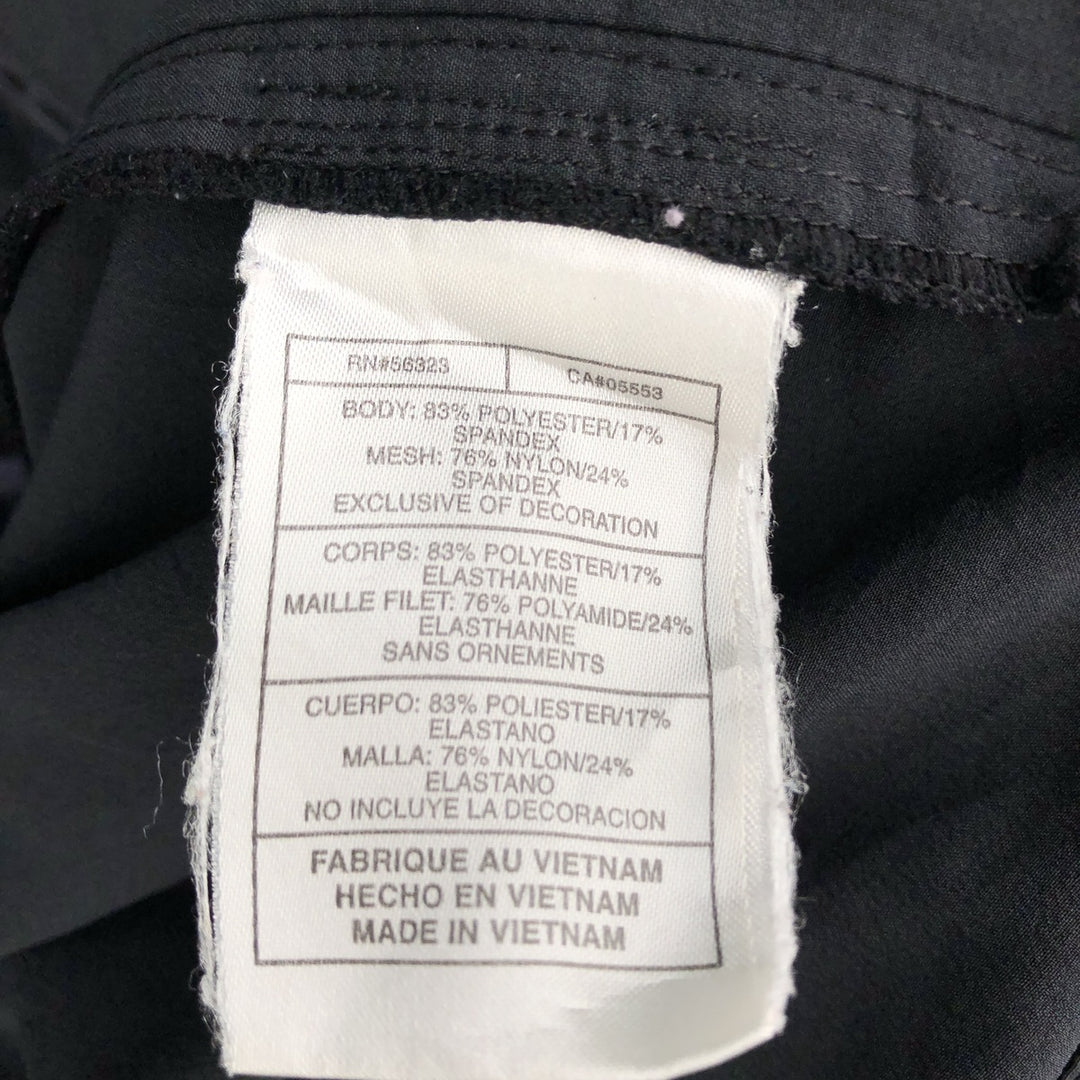 RN#56323
CA#05553
BODY: 83% POLYESTER/17%
SPANDEX
MESH: 76% NYLON/24%
SPANDEX
EXCLUSIVE OF DECORATION
CORPS: 83% POLYESTER/17%
ELASTHANNE
MAILLE FILET: 76% POLYAMIDE/24%
ELASTHANNE
SANS ORNEMENTS
CUERPO: 83% POLIESTER/17%
ELASTANO
MALLA: 76% NYLON/24%
ELASTANO
NO INCLUYE LA DECORACION
FABRIQUE AU VIETNAM
HECHO EN VIETNAM
MADE IN VIETNAM